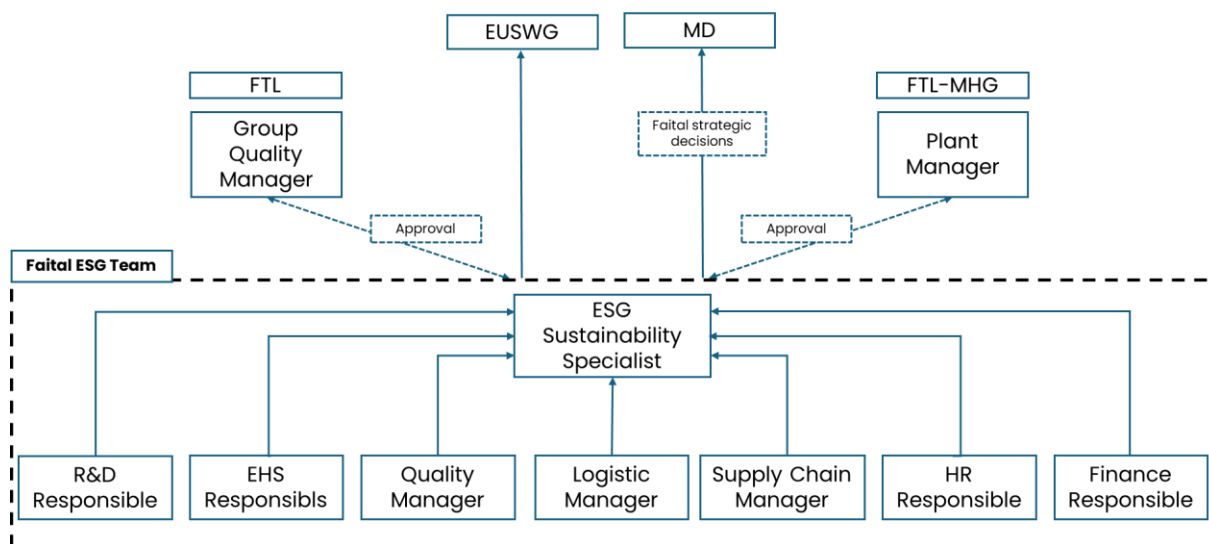 EUSWG
MD
FTL
FTL-MHG
Group
Quality
Manager
Faital strategic
decisions
Plant
Manager
Approval
Approval
Faital ESG Team
ESG
Sustainability
Specialist
R&D
Responsible
EHS
Responsibls
Quality
Manager
Logistic
Manager
Supply Chain
Manager
HR
Responsible
Finance
Responsible